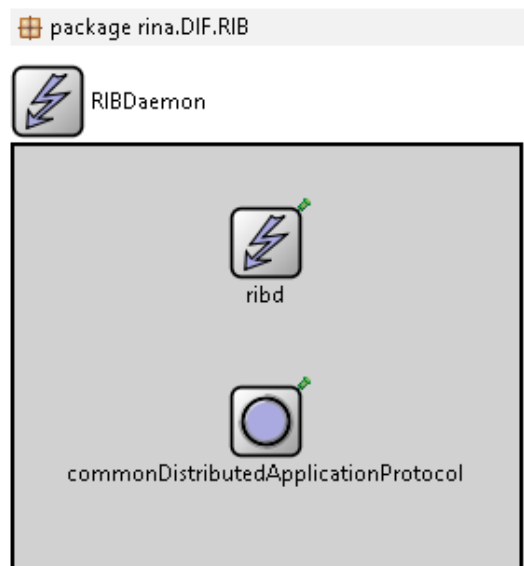 package rina.DIF.RIB
RIBDaemon
ribd
commonDistributedApplicationProtocol